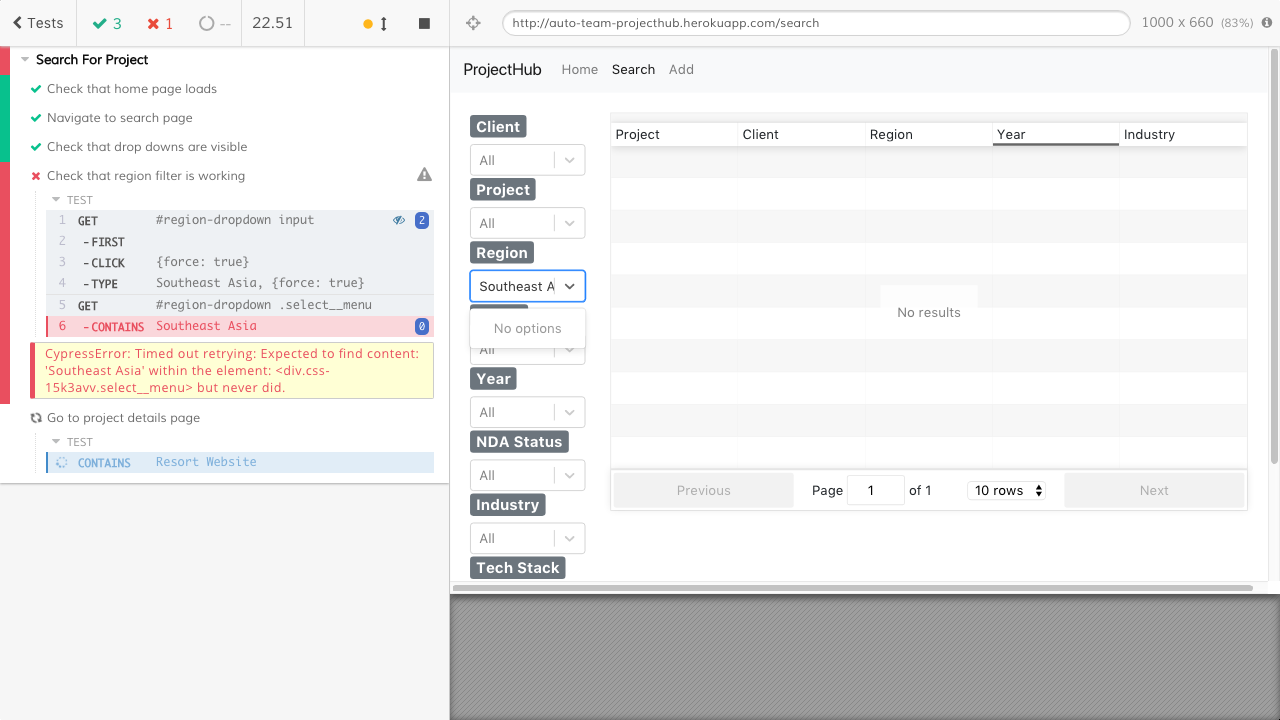 Tests
3
1
--
22.51
http://auto-team-projecthub.herokuapp.com/search
1000 x 660 (83%)
Search For Project
Check that home page loads
Navigate to search page
Check that drop downs are visible
Check that region filter is working
TEST
1 GET #region-dropdown input 2
2 -FIRST
3 -CLICK {force: true}
4 -TYPE Southeast Asia, {force: true}
5 GET #region-dropdown .select__menu
6 -CONTAINS Southeast Asia 0
CypressError: Timed out retrying: Expected to find content:
'Southeast Asia' within the element: <div.css-
15k3avv.select__menu> but never did.
Go to project details page
TEST
CONTAINS Resort Website
ProjectHub Home Search Add
Client
All
Project
All
Region
Southeast A
No options
All
Year
All
NDA Status
All
Industry
All
Tech Stack
Project Client Region Year Industry
No results
Previous
Page 1 of 1
10 rows
Next